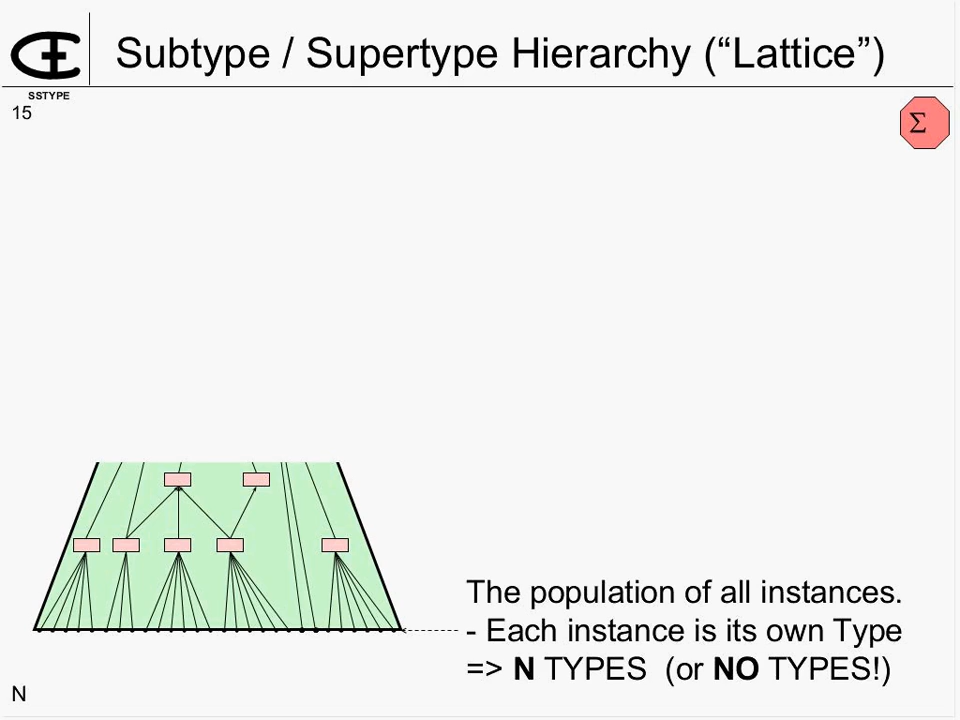 Subtype / Supertype Hierarchy (“Lattice”)
SSTYPE
15
Σ
The population of all instances.
- Each instance is its own Type
=> N TYPES (or NO TYPES!)
N